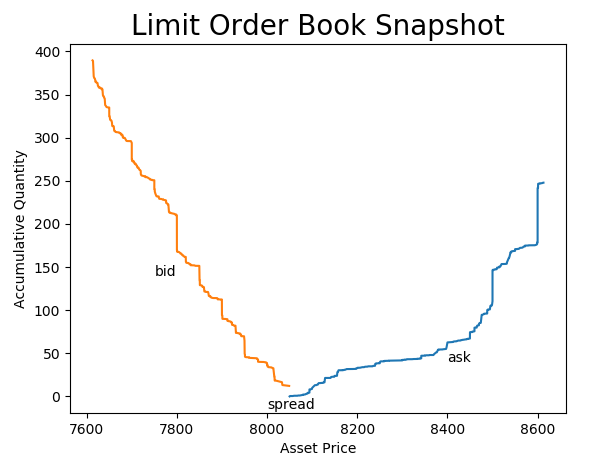 Limit Order Book Snapshot
400
350
300
250
200
150
100
50
0
Accumulative Quantity
bid
ask
spread
7600 7800 8000 8200 8400 8600
Asset Price